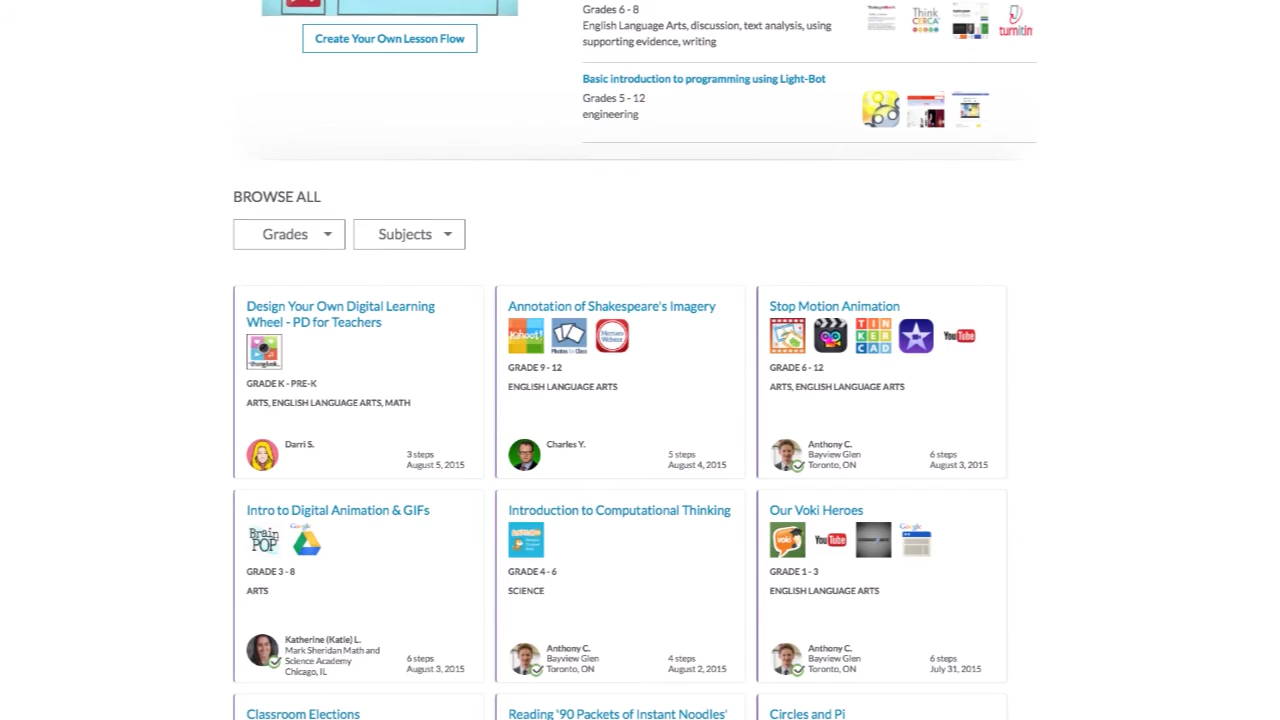 Create Your Own Lesson Flow
Grades 6 - 8
English Language Arts, discussion, text analysis, using
supporting evidence, writing
Think
CERCA
turnitin
Basic introduction to programming using Light-Bot
Grades 5 - 12
engineering
BROWSE ALL
Grades
Subjects
Design Your Own Digital Learning
Wheel - PD for Teachers
GRADE K - PRE-K
ARTS, ENGLISH LANGUAGE ARTS, MATH
Darri S.
3 steps
August 5, 2015
Annotation of Shakespeare's Imagery
Kahoot!
Photos for Class
Merriam
Webster
GRADE 9 - 12
ENGLISH LANGUAGE ARTS
Charles Y.
5 steps
August 4, 2015
Stop Motion Animation
TIN
KER
CAD
YouTube
GRADE 6 - 12
ARTS, ENGLISH LANGUAGE ARTS
Anthony C.
Bayview Glen
Toronto, ON
6 steps
August 3, 2015
Intro to Digital Animation & GIFs
Brain
POP
Google
GRADE 3 - 8
ARTS
Katherine (Katie) L.
Mark Sheridan Math and
Science Academy
Chicago, IL
6 steps
August 3, 2015
Introduction to Computational Thinking
GRADE 4 - 6
SCIENCE
Anthony C.
Bayview Glen
Toronto, ON
4 steps
August 2, 2015
Our Voki Heroes
voki
YouTube
Google
GRADE 1 - 3
ENGLISH LANGUAGE ARTS
Anthony C.
Bayview Glen
Toronto, ON
6 steps
July 31, 2015
Classroom Elections
Reading '90 Packets of Instant Noodles'
Circles and Pi